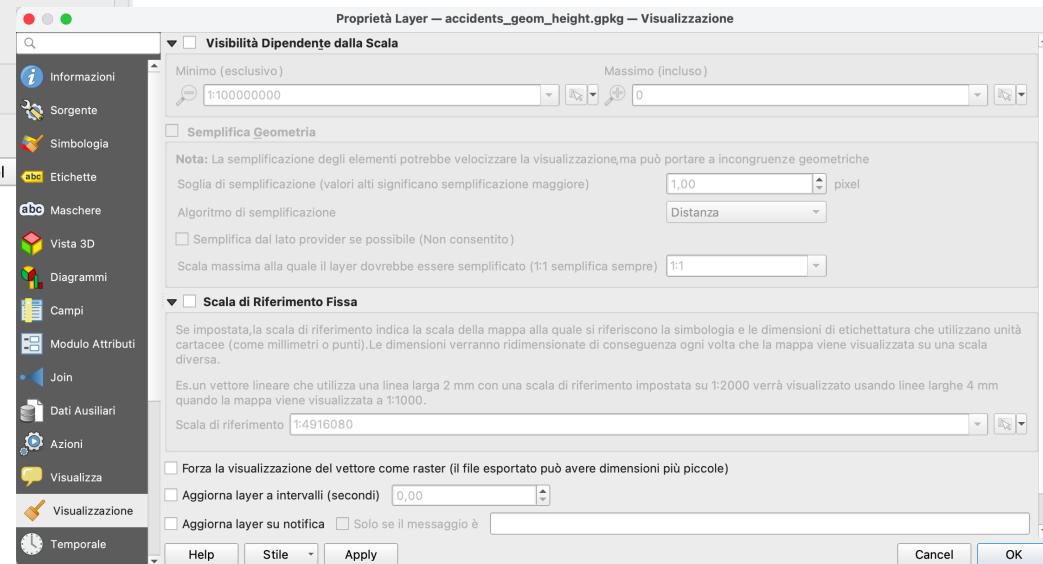 Proprietà Layer — accidents_geom_height.gpkg — Visualizzazione
Informazioni
Sorgente
Simbologia
abc Etichette
abc Maschere
Vista 3D
Diagrammi
Campi
Modulo Attributi
Join
Dati Ausiliari
Azioni
Visualizza
Visualizzazione
Temporale
Visibilità Dipendente dalla Scala
Minimo (esclusivo) Massimo (incluso)
1:100000000 0
Semplifica Geometria
Nota: La semplificazione degli elementi potrebbe velocizzare la visualizzazione,ma può portare a incongruenze geometriche
Soglia di semplificazione (valori alti significano semplificazione maggiore) 1,00 pixel
Algoritmo di semplificazione Distanza
Semplifica dal lato provider se possibile (Non consentito)
Scala massima alla quale il layer dovrebbe essere semplificato (1:1 semplifica sempre) 1:1
Scala di Riferimento Fissa
Se impostata,la scala di riferimento indica la scala della mappa alla quale si riferiscono la simbologia e le dimensioni di etichettatura che utilizzano unità
cartacee (come millimetri o punti).Le dimensioni verranno ridimensionate di conseguenza ogni volta che la mappa viene visualizzata su una scala
diversa.
Es.un vettore lineare che utilizza una linea larga 2 mm con una scala di riferimento impostata su 1:2000 verrà visualizzato usando linee larghe 4 mm
quando la mappa viene visualizzata a 1:1000.
Scala di riferimento 1:4916080
Forza la visualizzazione del vettore come raster (il file esportato può avere dimensioni più piccole)
Aggiorna layer a intervalli (secondi) 0,00
Aggiorna layer su notifica Solo se il messaggio è
Help Stile Apply Cancel OK